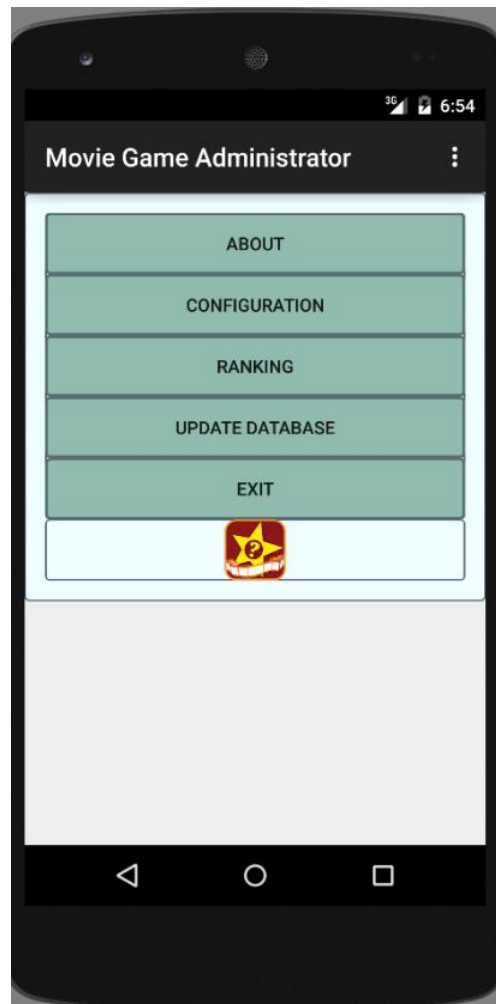 3G 6:54
Movie Game Administrator
ABOUT
CONFIGURATION
RANKING
UPDATE DATABASE
EXIT
?